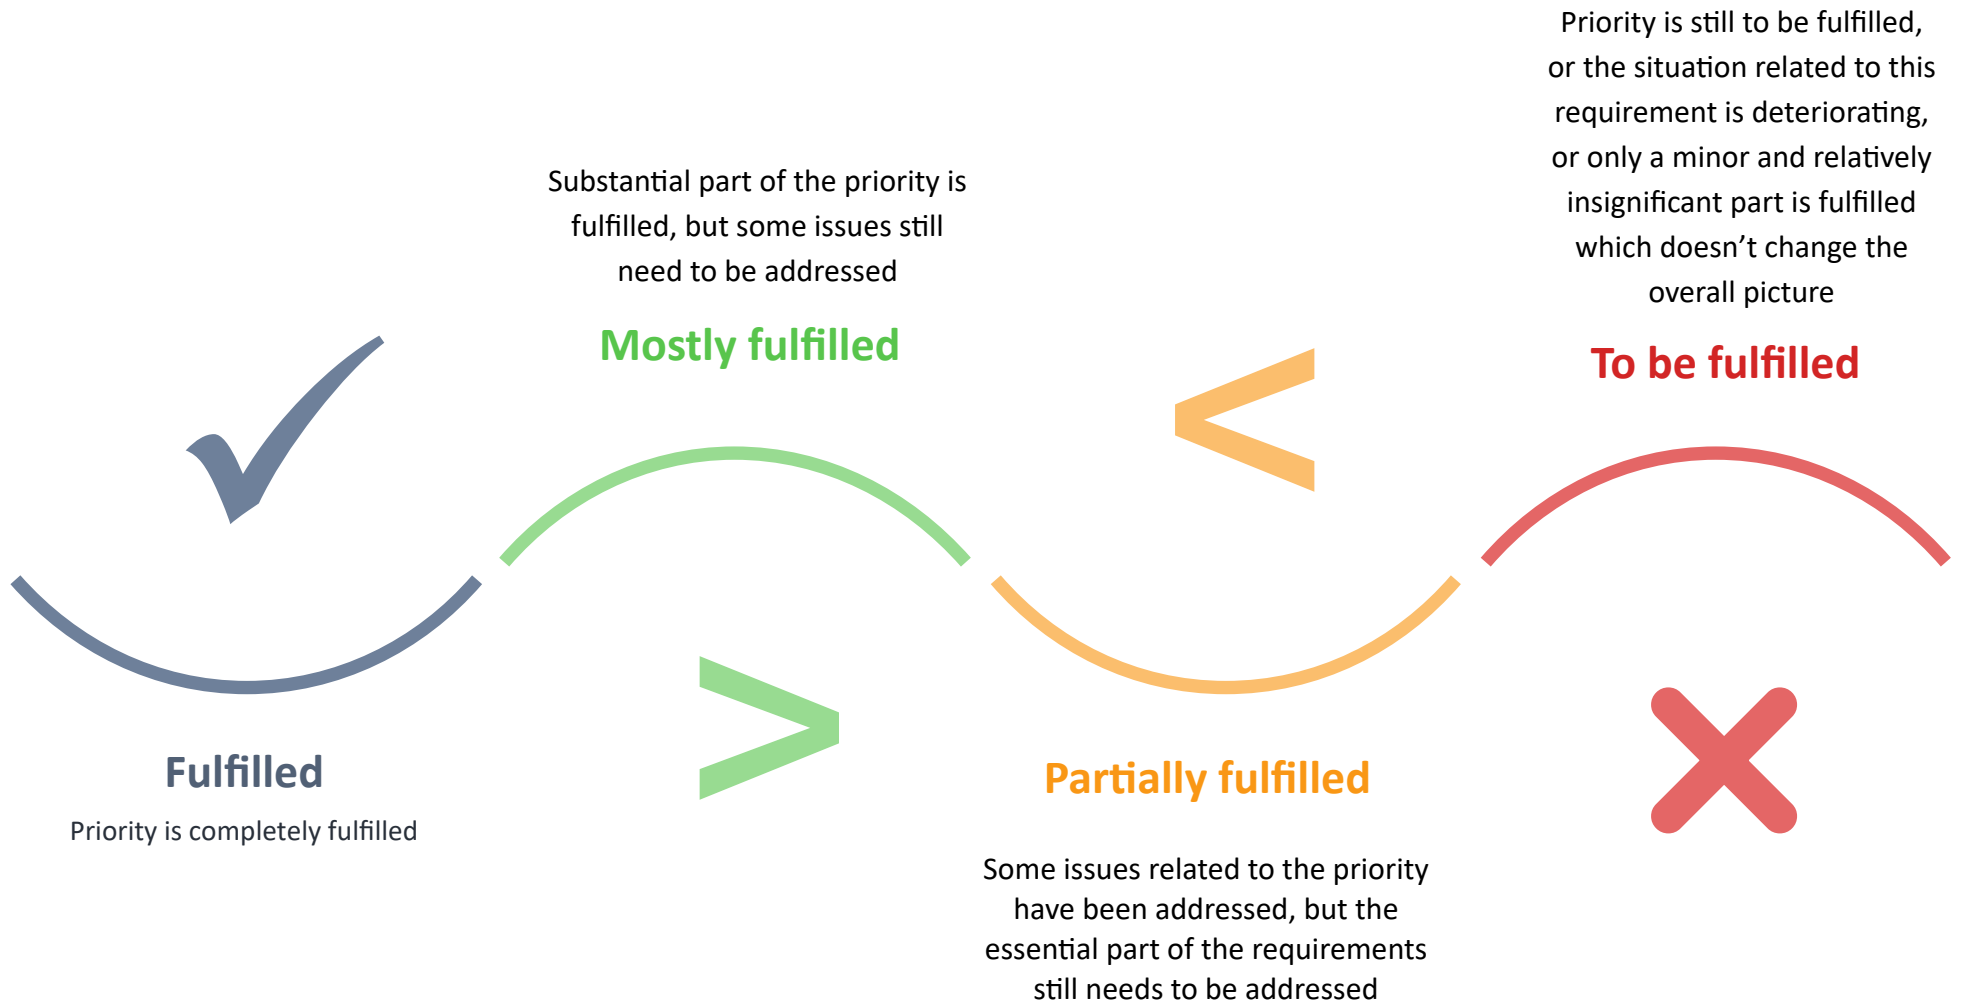 Fulfilled
Priority is completely fulfilled
Substantial part of the priority is
fulfilled, but some issues still
need to be addressed
Mostly fulfilled
Partially fulfilled
Some issues related to the priority
have been addressed, but the
essential part of the requirements
still needs to be addressed
Priority is still to be fulfilled,
or the situation related to this
requirement is deteriorating,
or only a minor and relatively
insignificant part is fulfilled
which doesn’t change the
overall picture
To be fulfilled